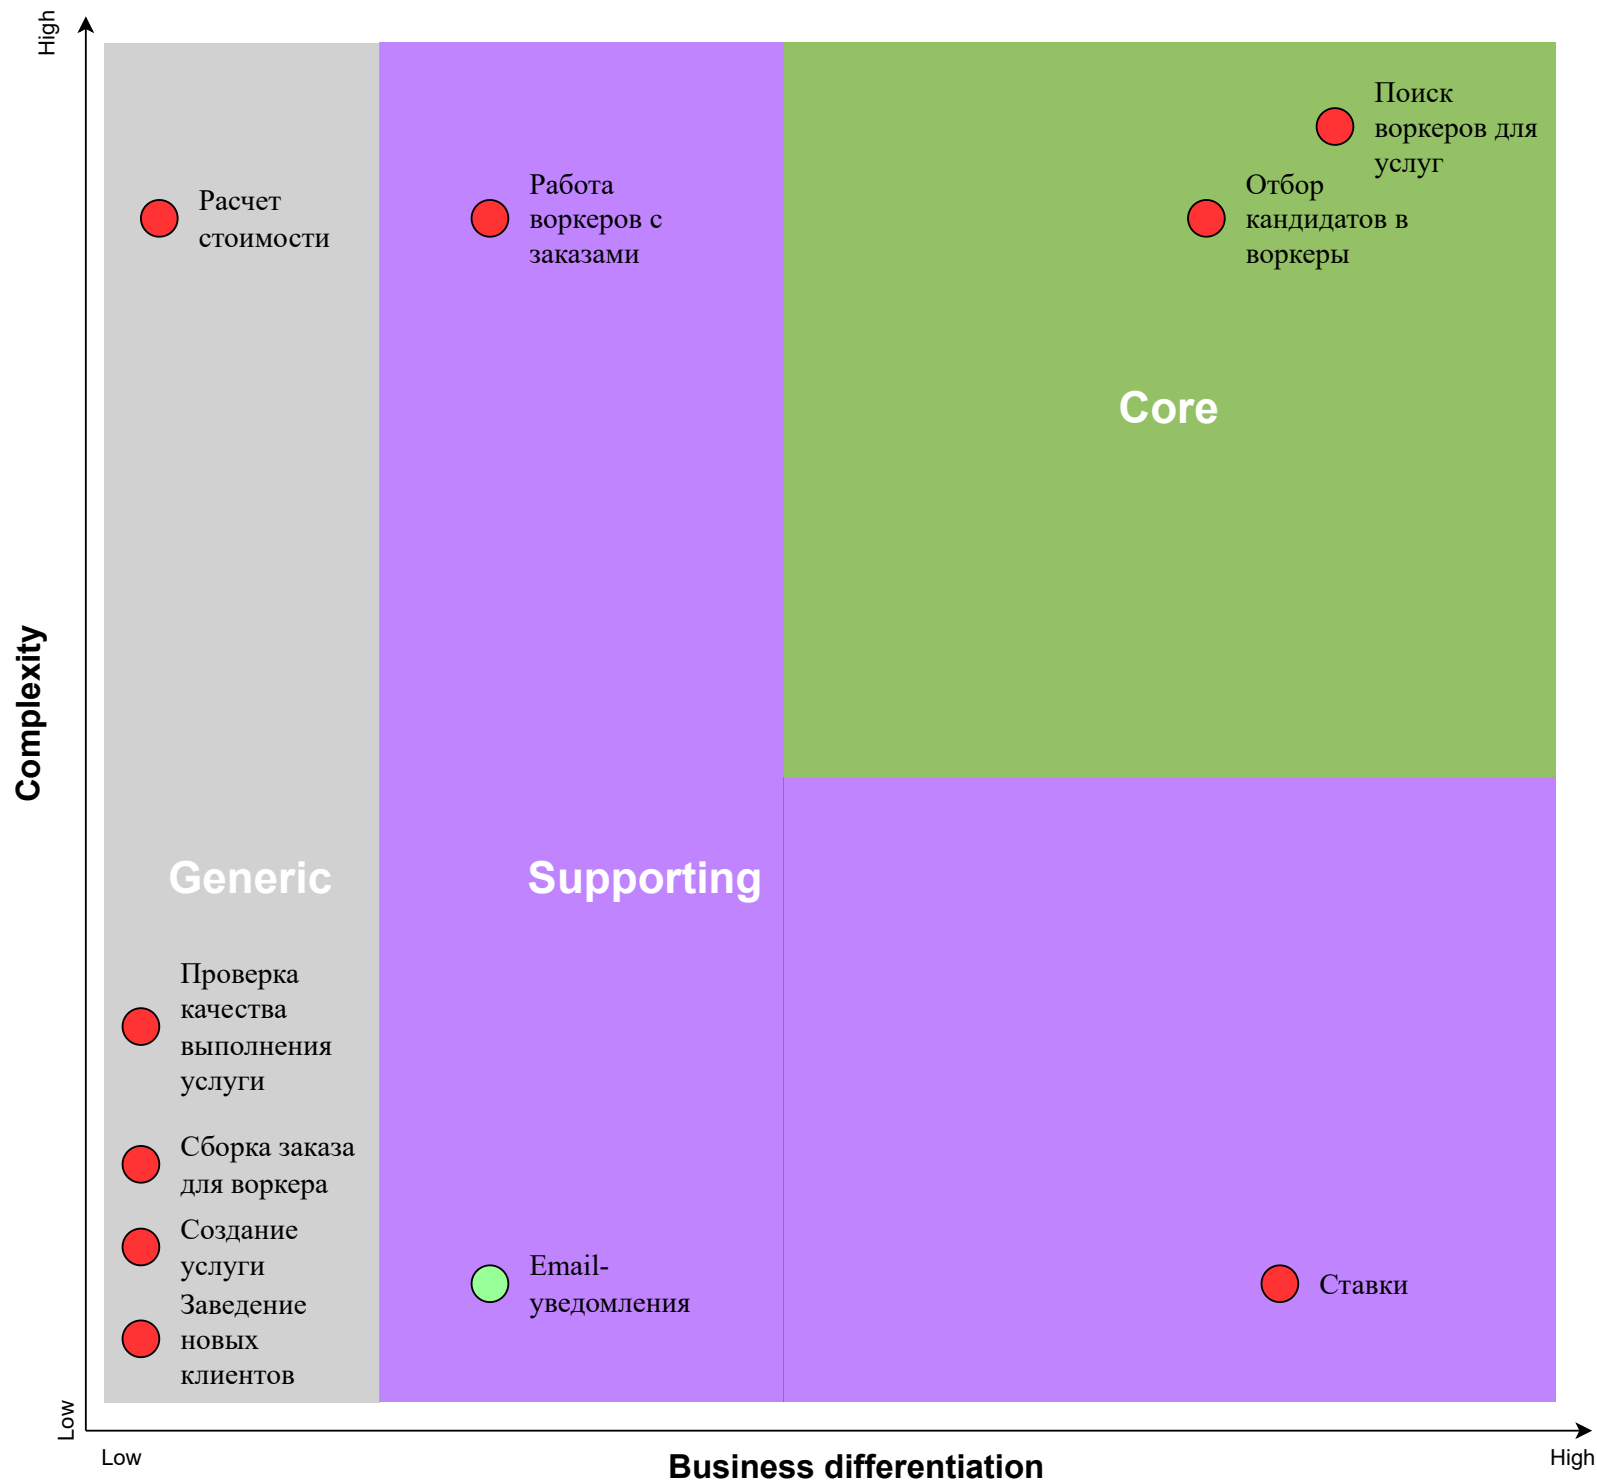 High
Поиск
воркеров для
услуг
Расчет
стоимости
Работа
воркеров с
заказами
Отбор
кандидатов в
воркеры
Core
Complexity
Generic
Supporting
Проверка
качества
выполнения
услуги
Сборка заказа
для воркера
Создание
услуги
Заведение
новых
клиентов
Email-
уведомления
Ставки
Low
Low
Business differentiation
High